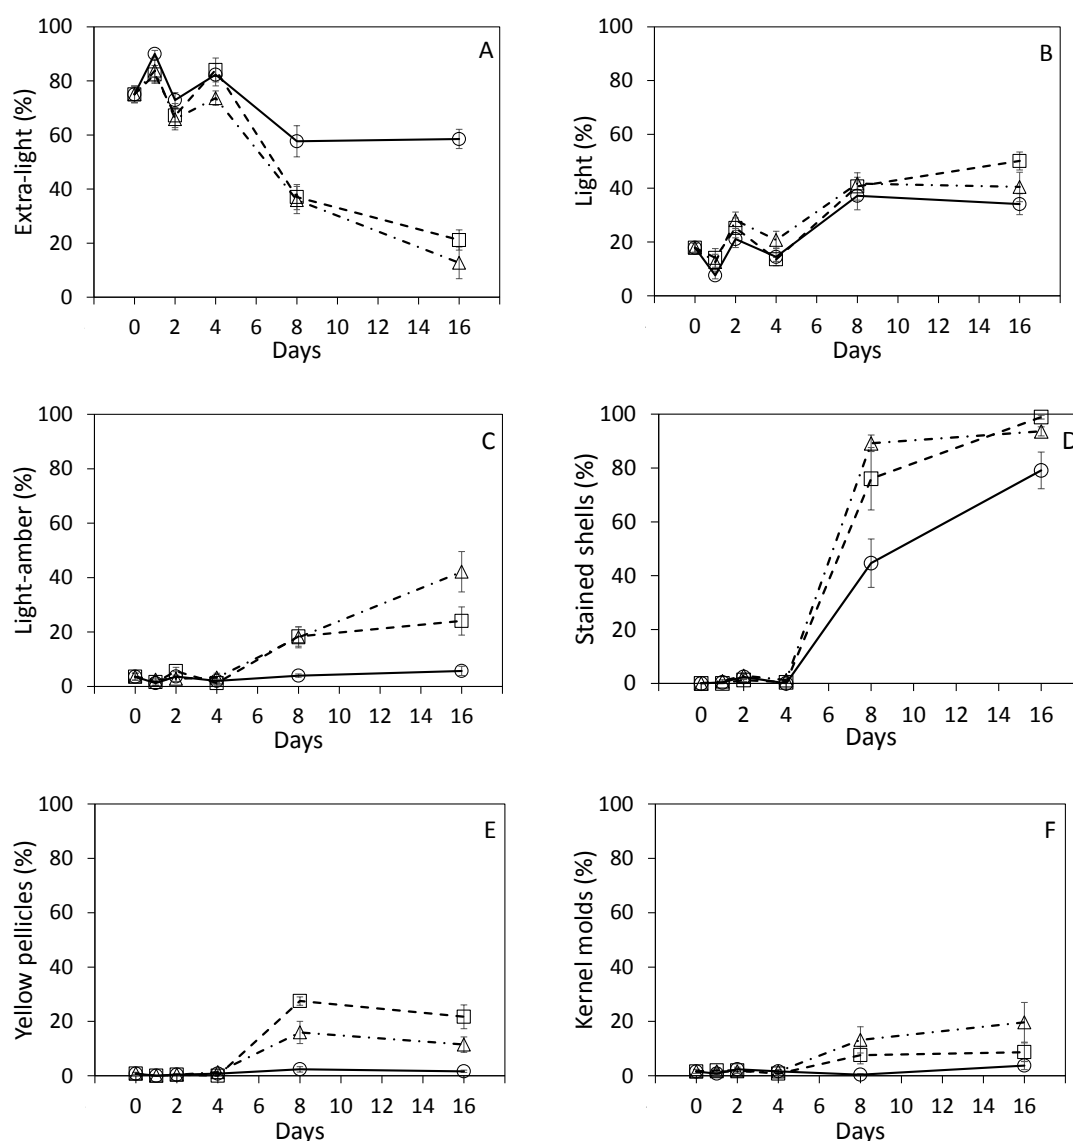 A
Extra-light (%)
100
80
60
40
20
0
0 2 4 6 8 10 12 14 16
Days
B
Light (%)
100
80
60
40
20
0
0 2 4 6 8 10 12 14 16
Days
C
Light-amber (%)
100
80
60
40
20
0
0 2 4 6 8 10 12 14 16
Days
D
Stained shells (%)
100
80
60
40
20
0
0 2 4 6 8 10 12 14 16
Days
E
Yellow pellicles (%)
100
80
60
40
20
0
0 2 4 6 8 10 12 14 16
Days
F
Kernel molds (%)
100
80
60
40
20
0
0 2 4 6 8 10 12 14 16
Days